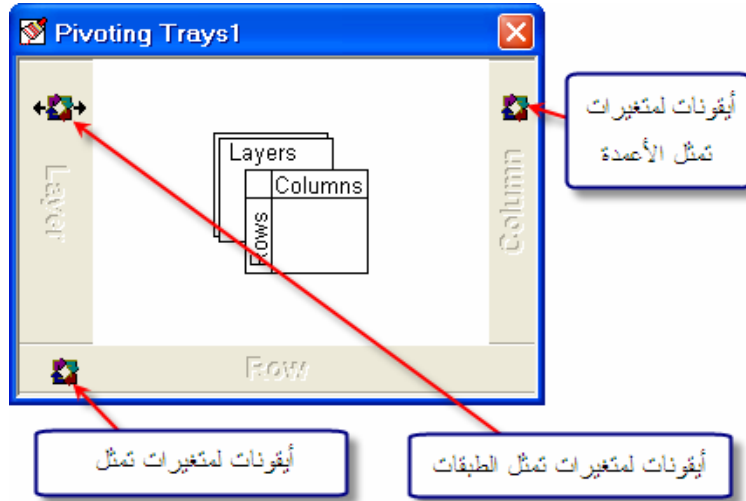 Pivoting Trays1
أيقونات لمتغيرات
تمثل الأعمدة
Layers
Columns
Rows
Layer
Column
Row
أيقونات لمتغيرات تمثل
أيقونات لمتغيرات تمثل الطبقات